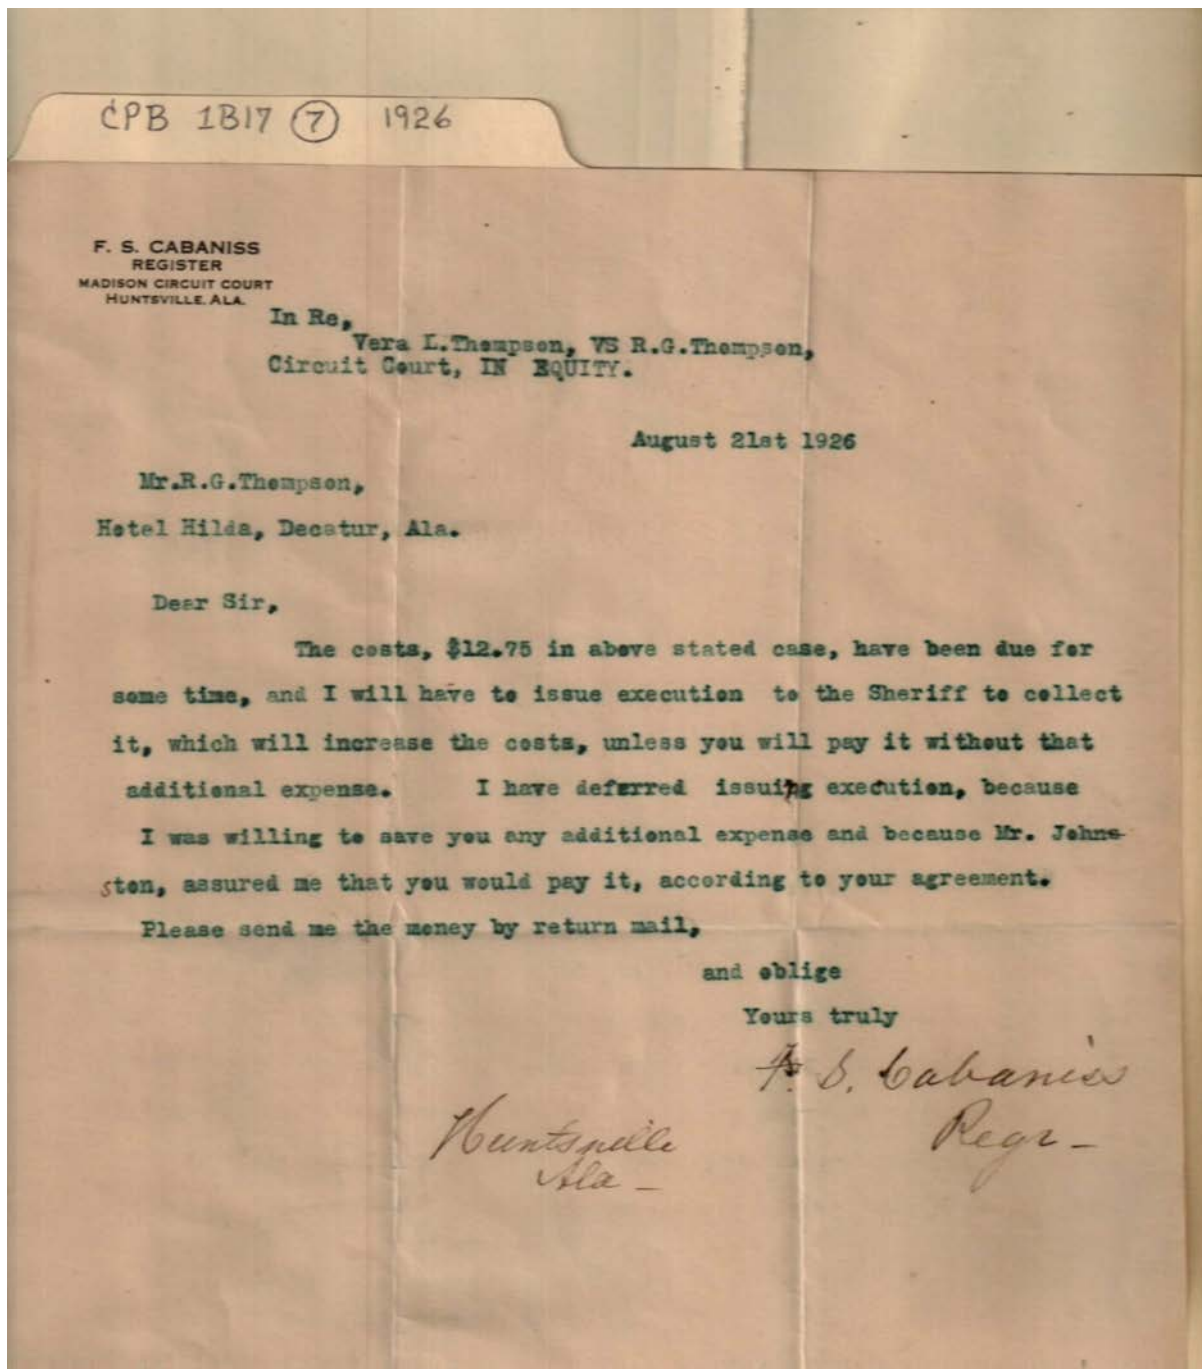 CPB 1B17 7 1926
F. S. CABANISS
REGISTER
MADISON CIRCUIT COURT
HUNTSVILLE, ALA.
In Re,
Vera L.Thompson, VS R.G.Thompson,
Circuit Court, IN EQUITY.
August 21st 1926
Mr.R.G.Thompson,
Hotel Hilda, Decatur, Ala.
Dear Sir,
The costs, $12.75 in above stated case, have been due for
some time, and I will have to issue execution to the Sheriff to collect
it, which will increase the costs, unless you will pay it without that
additional expense. I have deferred issuing execution, because
I was willing to save you any additional expense and because Mr. John-
ston, assured me that you would pay it, according to your agreement.
Please send me the money by return mail,
and oblige
Yours truly
F. S. Cabaniss
Regr -
Huntsville
Ala -